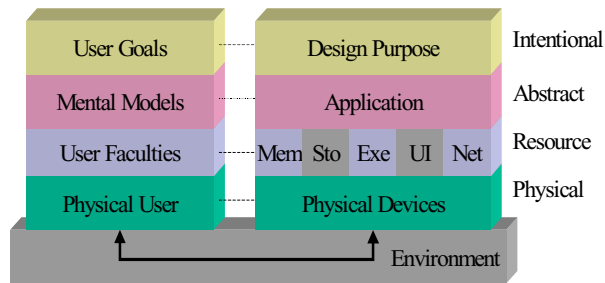 User Goals Design Purpose Intentional
Mental Models Application Abstract
User Faculties Mem Sto Exe UI Net Resource
Physical User Physical Devices Physical
Environment